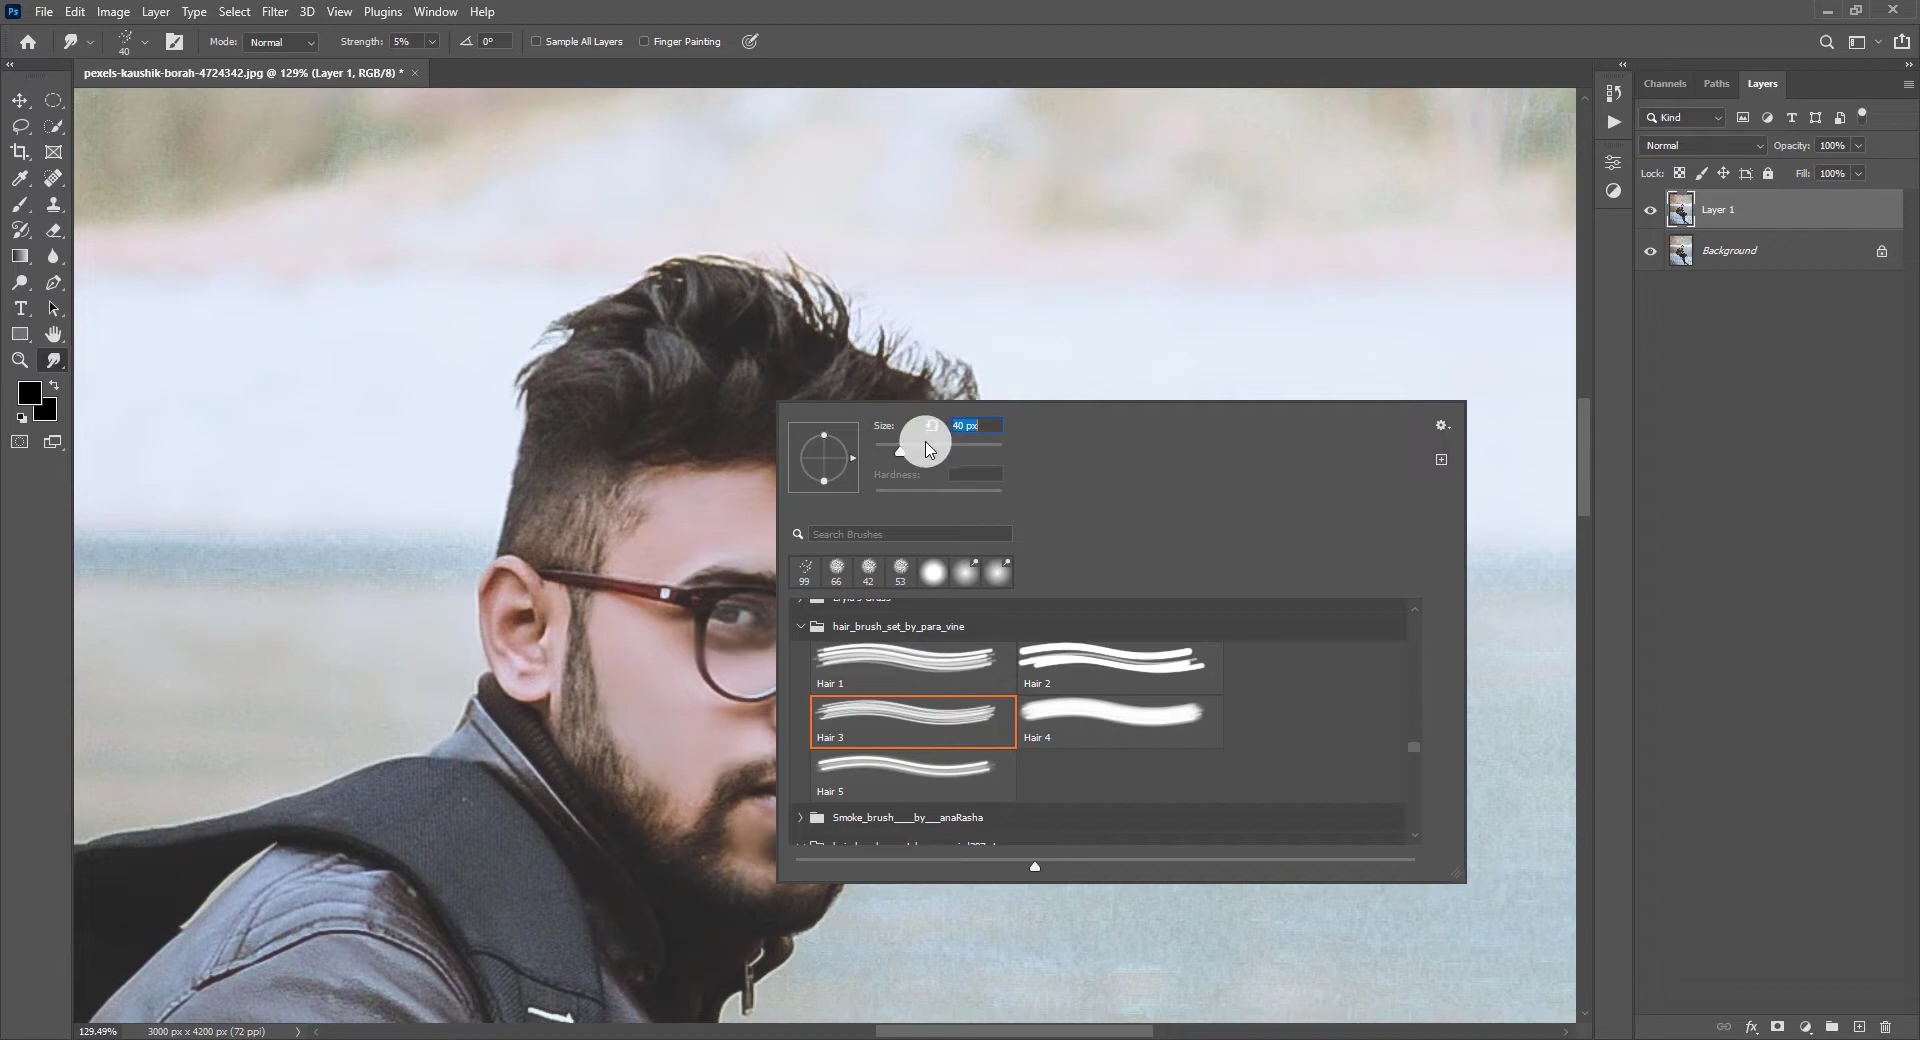 Ps File Edit Image Layer Type Select Filter 3D View Plugins Window Help
40 Mode: Normal Strength: 5% 0° Sample All Layers Finger Painting
pexels-kaushik-borah-4724342.jpg @ 129% (Layer 1, RGB/8) * ×
Channels Paths Layers
Kind
Normal Opacity: 100%
Lock: Fill: 100%
Layer 1
Background
Size: 40 px
Hardness:
Search Brushes
99 66 42 53
hair_brush_set_by_para_vine
Hair 1 Hair 2
Hair 3 Hair 4
Hair 5
Smoke_brush____by___anaRasha
129.49% 3000 px x 4200 px (72 ppi)